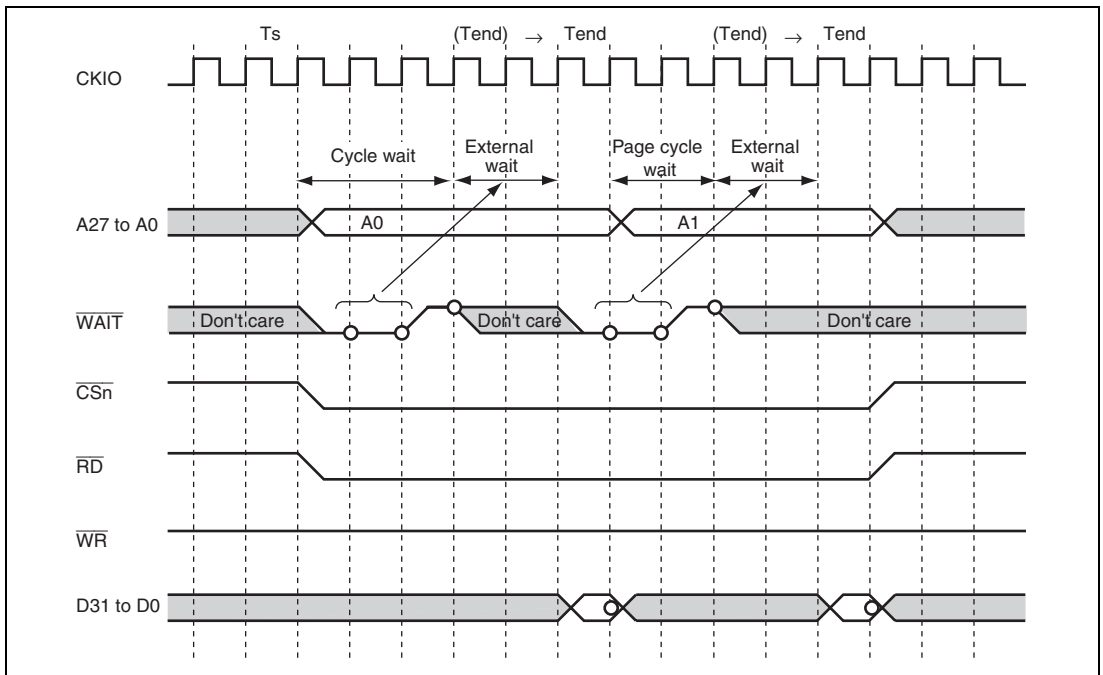 Ts (Tend) → Tend (Tend) → Tend
CKIO
Cycle wait
External
wait
Page cycle
wait
External
wait
A27 to A0
A0
A1
WAIT
Don't care
Don't care
Don't care
CSn
RD
WR
D31 to D0